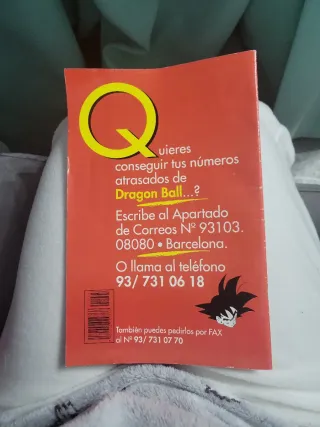 Quieres
conseguir tus números
atrasados de
Dragon Ball...?
Escribe al Apartado
de Correos Nº 93103.
08080 • Barcelona.
O llama al teléfono
93/ 731 06 18
También puedes pedirlos por FAX
al Nº 93/ 731 07 70